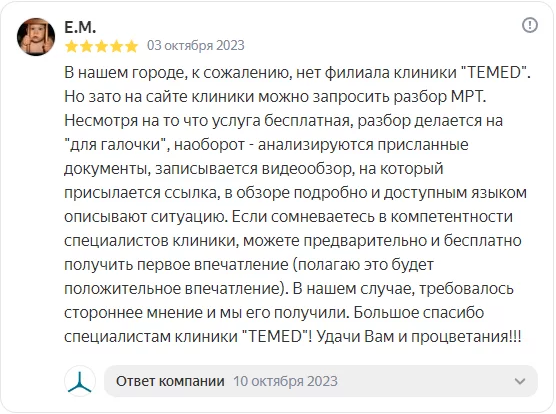 Е.М.
03 октября 2023
В нашем городе, к сожалению, нет филиала клиники "TEMED".
Но зато на сайте клиники можно запросить разбор МРТ.
Несмотря на то что услуга бесплатная, разбор делается на
"для галочки", наоборот - анализируются присланные
документы, записывается видеообзор, на который
присылается ссылка, в обзоре подробно и доступным языком
описывают ситуацию. Если сомневаетесь в компетентности
специалистов клиники, можете предварительно и бесплатно
получить первое впечатление (полагаю это будет
положительное впечатление). В нашем случае, требовалось
стороннее мнение и мы его получили. Большое спасибо
специалистам клиники "TEMED"! Удачи Вам и процветания!!!
Ответ компании 10 октября 2023